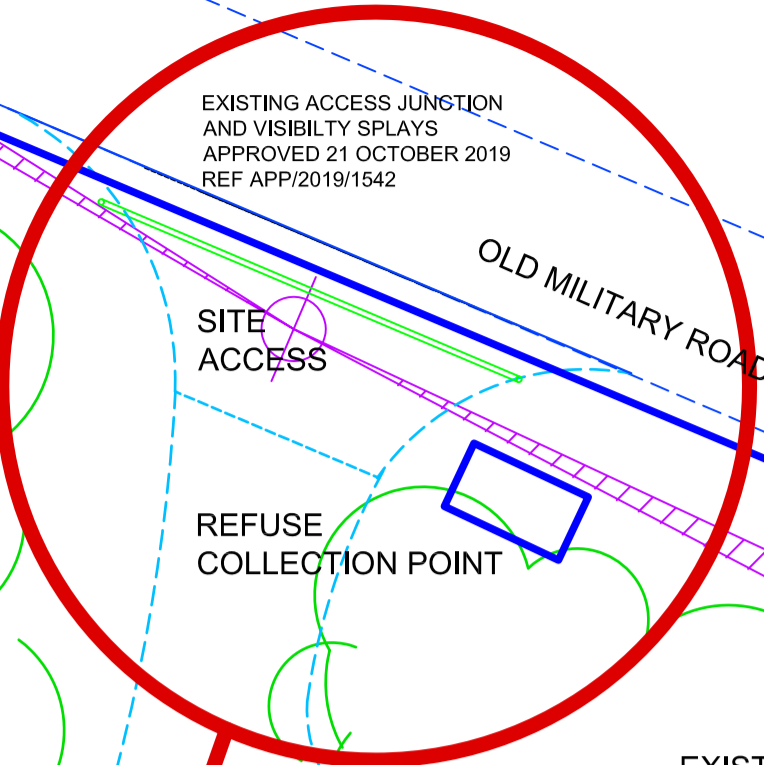 EXISTING ACCESS JUNCTION
AND VISIBILTY SPLAYS
APPROVED 21 OCTOBER 2019
REF APP/2019/1542
OLD MILITARY ROAD
SITE
ACCESS
REFUSE
COLLECTION POINT